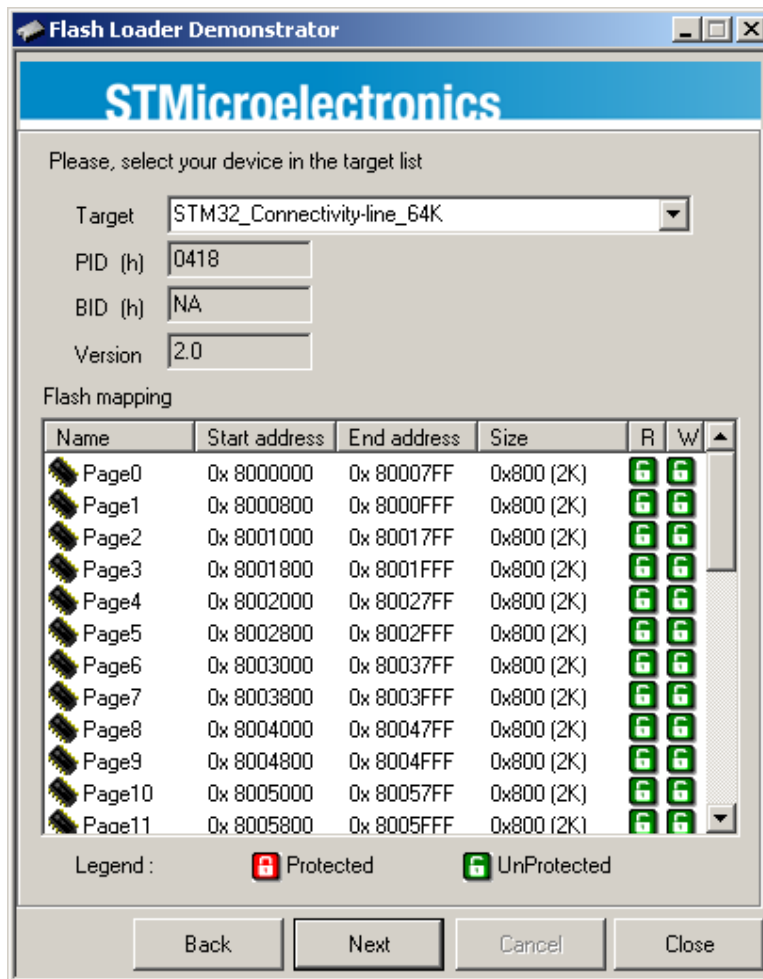 Flash Loader Demonstrator
STMicroelectronics
Please, select your device in the target list
Target STM32_Connectivity-line_64K
PID (h) 0418
BID (h) NA
Version 2.0
Flash mapping
Name Start address End address Size R W
Page0 0x 8000000 0x 80007FF 0x800 (2K)
Page1 0x 8000800 0x 8000FFF 0x800 (2K)
Page2 0x 8001000 0x 80017FF 0x800 (2K)
Page3 0x 8001800 0x 8001FFF 0x800 (2K)
Page4 0x 8002000 0x 80027FF 0x800 (2K)
Page5 0x 8002800 0x 8002FFF 0x800 (2K)
Page6 0x 8003000 0x 80037FF 0x800 (2K)
Page7 0x 8003800 0x 8003FFF 0x800 (2K)
Page8 0x 8004000 0x 80047FF 0x800 (2K)
Page9 0x 8004800 0x 8004FFF 0x800 (2K)
Page10 0x 8005000 0x 80057FF 0x800 (2K)
Page11 0x 8005800 0x 8005FFF 0x800 (2K)
Legend : Protected UnProtected
Back Next Cancel Close